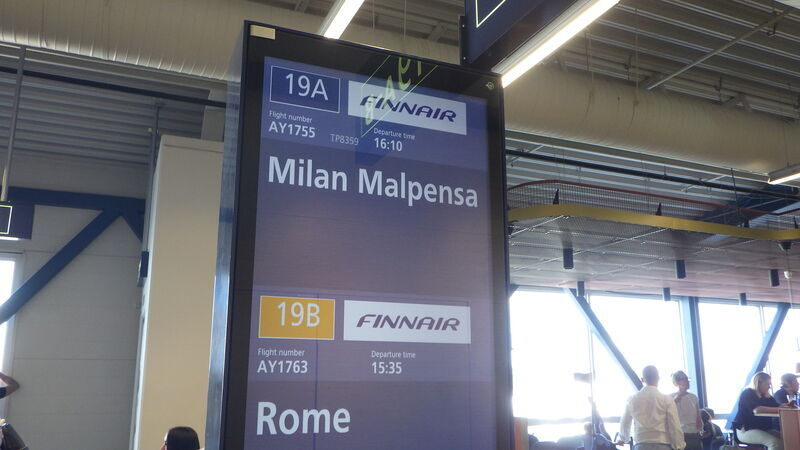 19A FINNAIR
Flight number Departure time
AY1755 TP8359 16:10
Milan Malpensa
19B FINNAIR
Flight number Departure time
AY1763 15:35
Rome